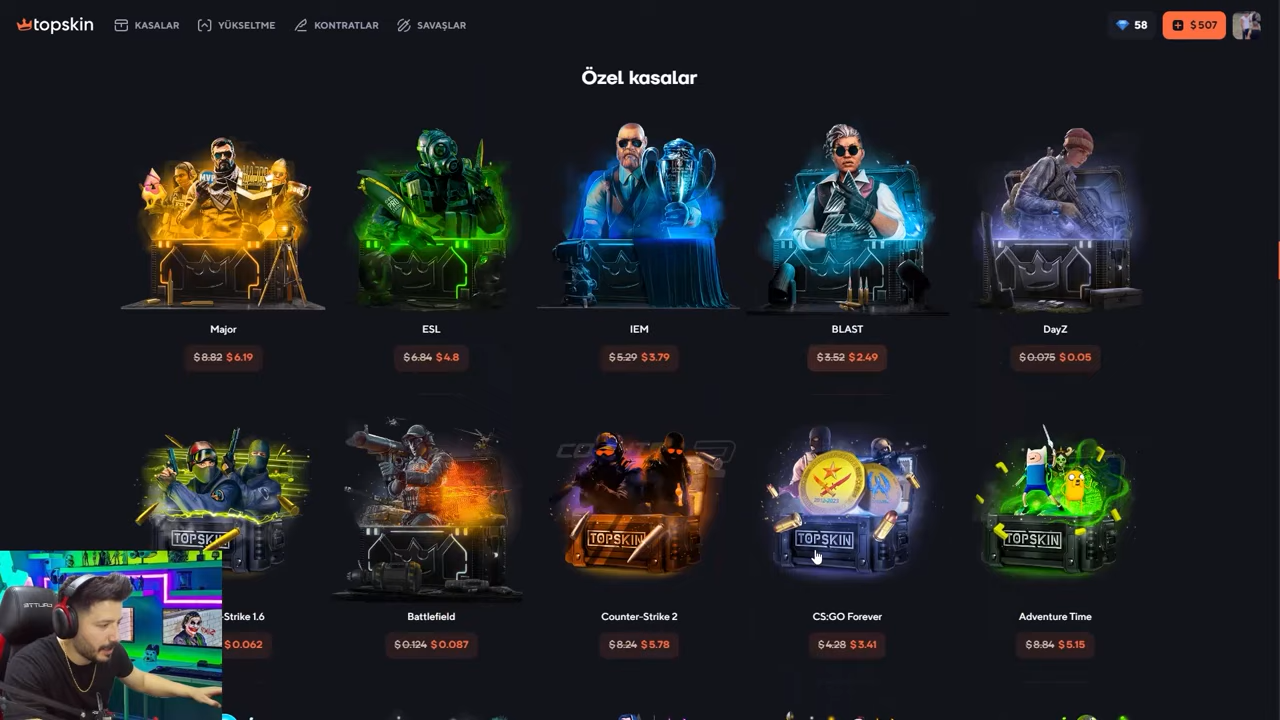 topskin
KASALAR
YÜKSELTME
KONTRATLAR
SAVAŞLAR
58
$507
Özel kasalar
MVP
Major
ESL
IEM
BLAST
DayZ
$8.82 $6.19
$6.84 $4.8
$5.29 $3.79
$3.52 $2.49
$0.075 $0.05
TOPSKIN
TOPSKIN
TOPSKIN
TOPSKIN
Strike 1.6
Battlefield
Counter-Strike 2
CS:GO Forever
Adventure Time
$0.062
$0.124 $0.087
$8.24 $5.78
$4.28 $3.41
$8.84 $5.15